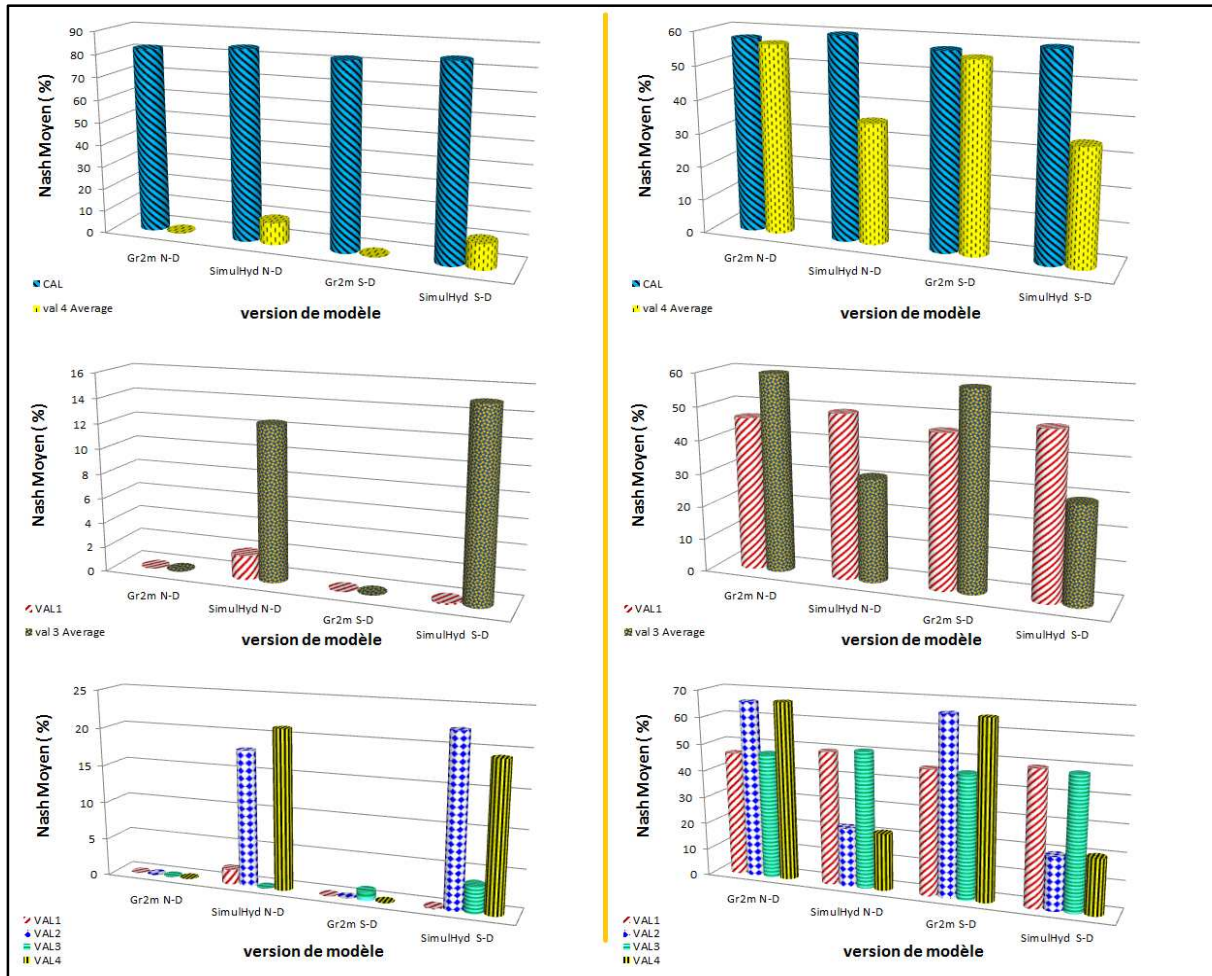 Nash Moyen ( %)
90
80
70
60
50
40
30
20
10
0
Gr2m N-D
SimulHyd N-D
Gr2m S-D
SimulHyd S-D
CAL
val 4 Average
version de modèle
Nash Moyen ( %)
60
50
40
30
20
10
0
Gr2m N-D
SimulHyd N-D
Gr2m S-D
SimulHyd S-D
CAL
val 4 Average
version de modèle
Nash Moyen ( %)
16
14
12
10
8
6
4
2
0
Gr2m N-D
SimulHyd N-D
Gr2m S-D
SimulHyd S-D
VAL1
val 3 Average
version de modèle
Nash Moyen ( %)
60
50
40
30
20
10
0
Gr2m N-D
SimulHyd N-D
Gr2m S-D
SimulHyd S-D
VAL1
val 3 Average
version de modèle
Nash Moyen ( %)
25
20
15
10
5
0
Gr2m N-D
SimulHyd N-D
Gr2m S-D
SimulHyd S-D
VAL1
VAL2
VAL3
VAL4
version de modèle
Nash Moyen ( %)
70
60
50
40
30
20
10
0
Gr2m N-D
SimulHyd N-D
Gr2m S-D
SimulHyd S-D
VAL1
VAL2
VAL3
VAL4
version de modèle